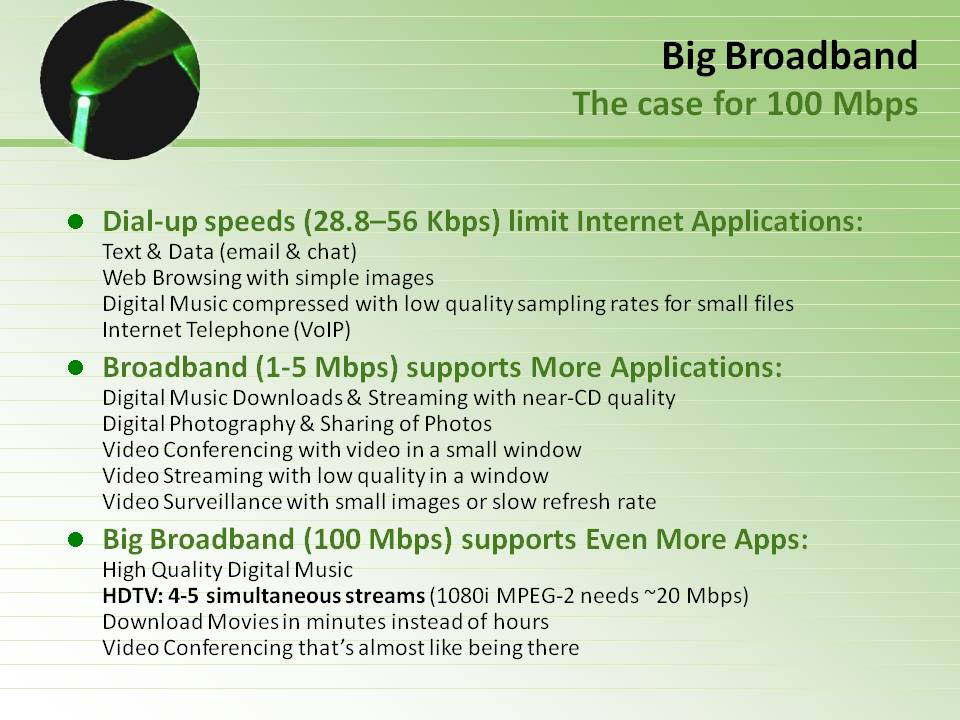 Big Broadband
The case for 100 Mbps
Dial-up speeds (28.8–56 Kbps) limit Internet Applications:
Text & Data (email & chat)
Web Browsing with simple images
Digital Music compressed with low quality sampling rates for small files
Internet Telephone (VoIP)
Broadband (1-5 Mbps) supports More Applications:
Digital Music Downloads & Streaming with near-CD quality
Digital Photography & Sharing of Photos
Video Conferencing with video in a small window
Video Streaming with low quality in a window
Video Surveillance with small images or slow refresh rate
Big Broadband (100 Mbps) supports Even More Apps:
High Quality Digital Music
HDTV: 4-5 simultaneous streams (1080i MPEG-2 needs ~20 Mbps)
Download Movies in minutes instead of hours
Video Conferencing that’s almost like being there